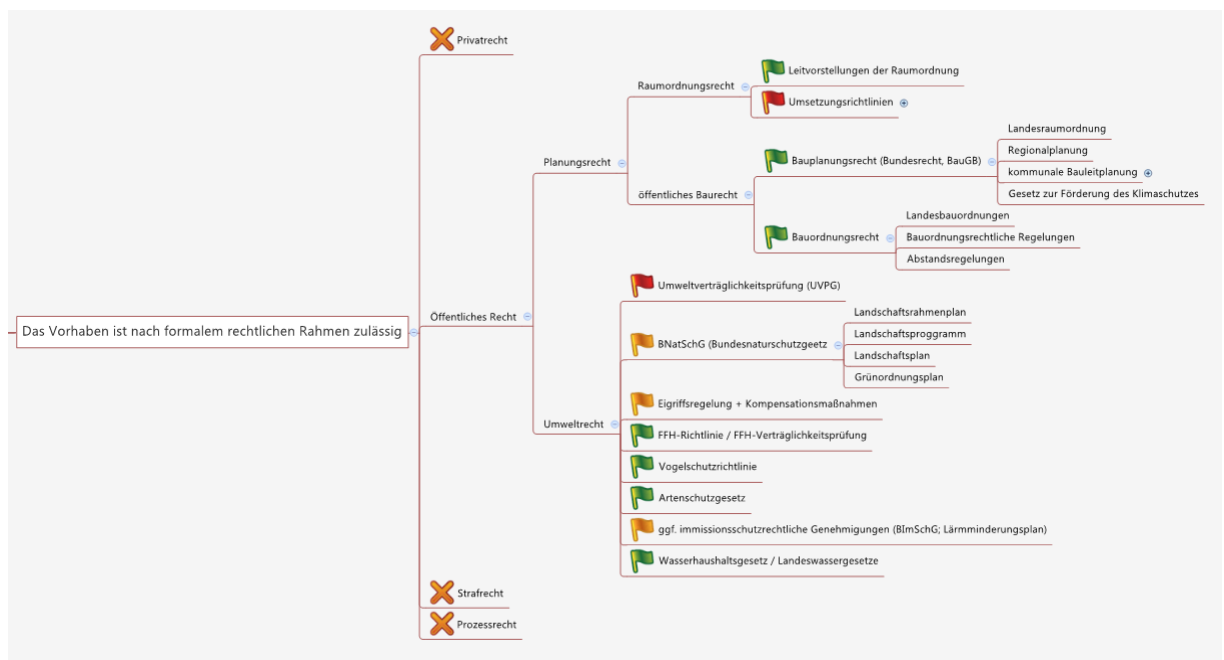 Das Vorhaben ist nach formalem rechtlichen Rahmen zulässig
Privatrecht
Öffentliches Recht
Planungsrecht
Raumordnungsrecht
Leitvorstellungen der Raumordnung
Umsetzungsrichtlinien
öffentliches Baurecht
Bauplanungsrecht (Bundesrecht, BauGB)
Landesraumordnung
Regionalplanung
kommunale Bauleitplanung
Gesetz zur Förderung des Klimaschutzes
Bauordnungsrecht
Landesbauordnungen
Bauordnungsrechtliche Regelungen
Abstandsregelungen
Umweltrecht
Umweltverträglichkeitsprüfung (UVPG)
BNatSchG (Bundesnaturschutzgeetz
Landschaftsrahmenplan
Landschaftsproggramm
Landschaftsplan
Grünordnungsplan
Eigriffsregelung + Kompensationsmaßnahmen
FFH-Richtlinie / FFH-Verträglichkeitsprüfung
Vogelschutzrichtlinie
Artenschutzgesetz
ggf. immissionsschutzrechtliche Genehmigungen (BImSchG; Lärmminderungsplan)
Wasserhaushaltsgesetz / Landeswassergesetze
Strafrecht
Prozessrecht